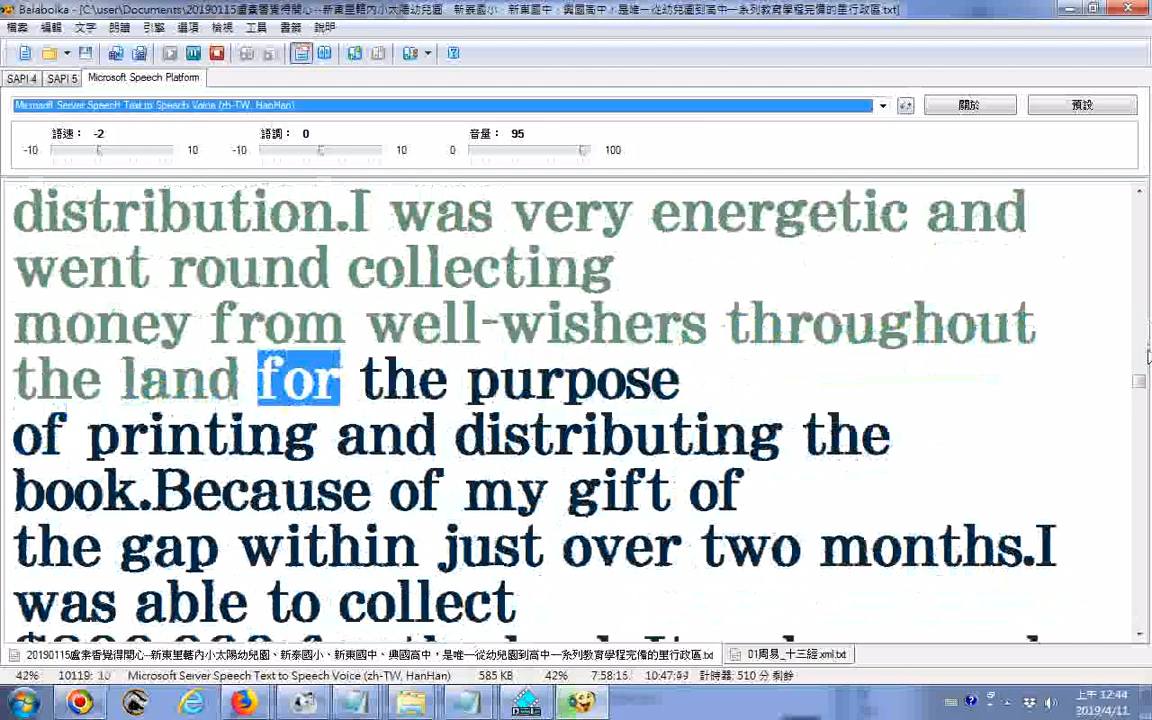 Balabolka - [C:\user\Documents\20190115盧素香覺得開心--新東里轄內小太陽幼兒園、新泰國小、新東國中、興國高中，是唯一從幼兒園到高中一系列教育學程完備的里行政區.txt]
檔案 編輯 文字 朗讀 引擎 選項 檢視 工具 書籤 說明
SAPI 4 SAPI 5 Microsoft Speech Platform
Microsoft Server Speech Text to Speech Voice (zh-TW, HanHan) 關於 預設
語速： -2 語調： 0 音量： 95
-10 10 -10 10 0 100
distribution.I was very energetic and
went round collecting
money from well-wishers throughout
the land for the purpose
of printing and distributing the
book.Because of my gift of
the gap within just over two months.I
was able to collect
20190115盧素香覺得開心--新東里轄內小太陽幼兒園、新泰國小、新東國中、興國高中，是唯一從幼兒園到高中一系列教育學程完備的里行政區.txt 01周易_十三經.xml.txt
42% 10119: 10 Microsoft Server Speech Text to Speech Voice (zh-TW, HanHan) 585 KB 42% 7:58:15 計時器: 510 分 剩餘
上午 12:44
2019/4/11